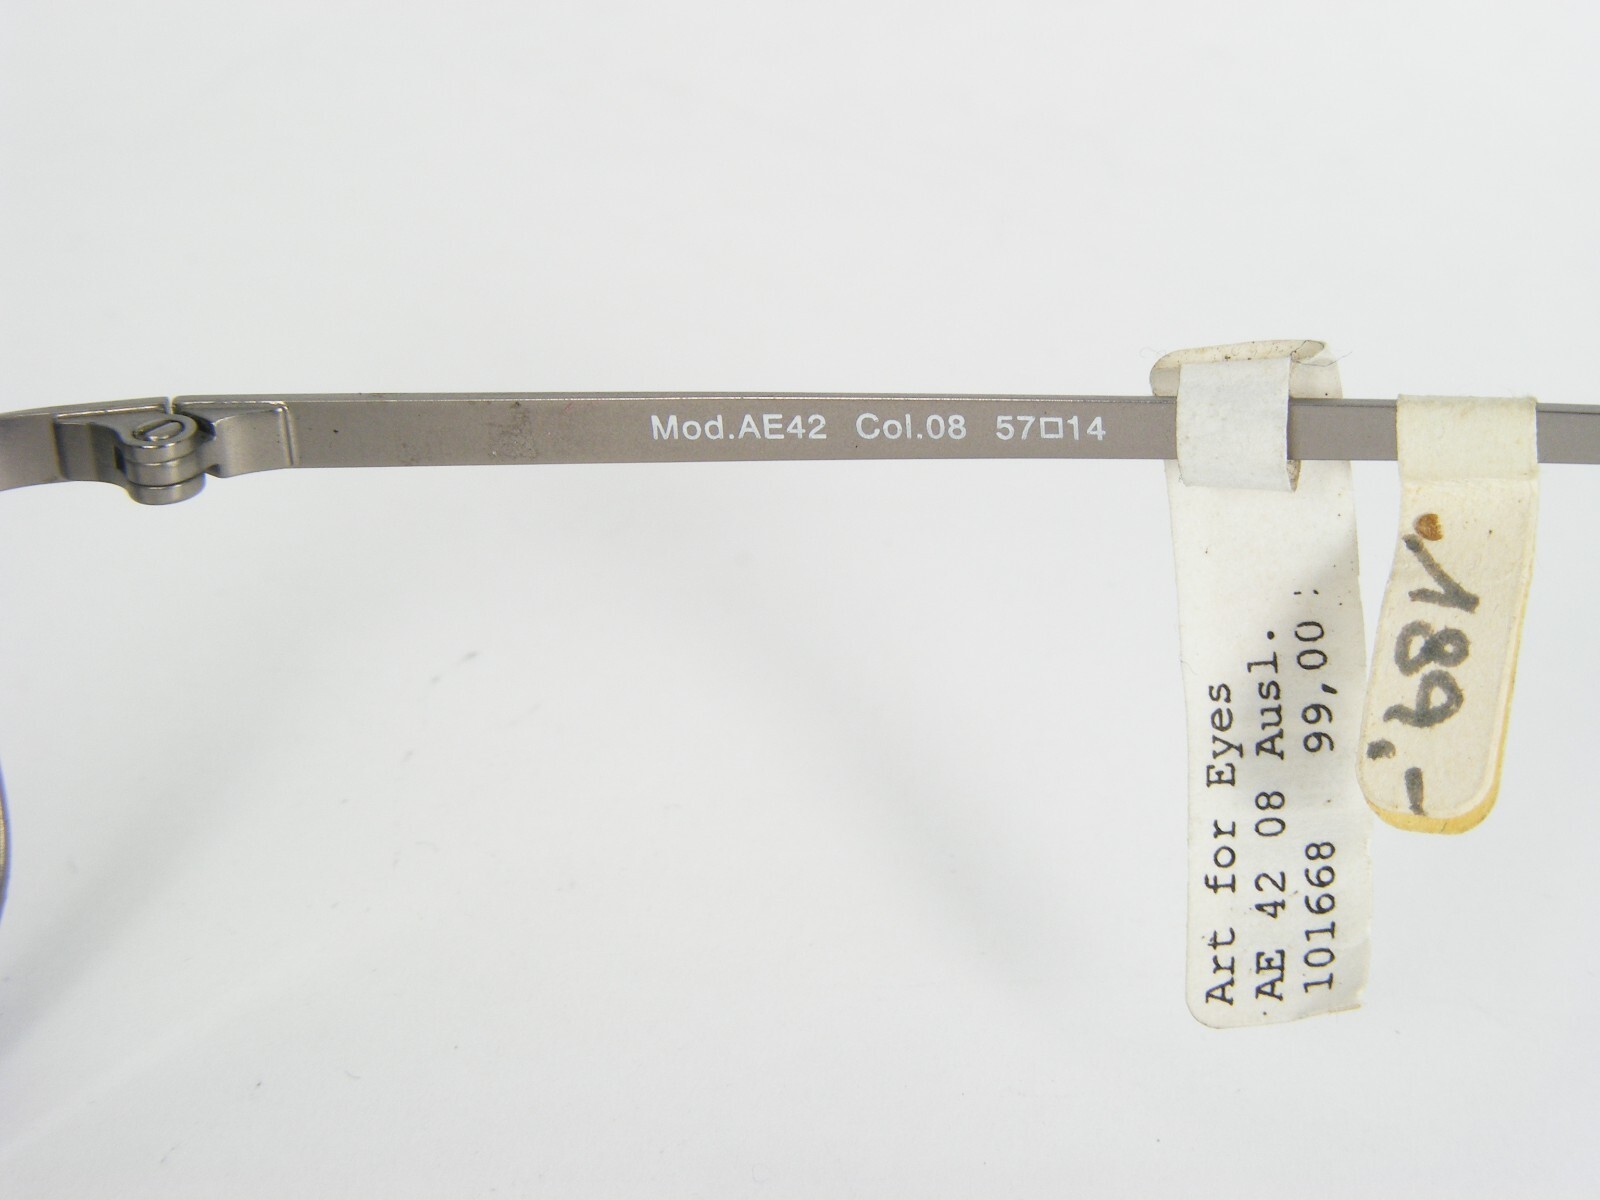 Mod.AE42 Col.08 57□14
Art for Eyes
AE 42 08 Ausl.
101668 99,00 :
189,-